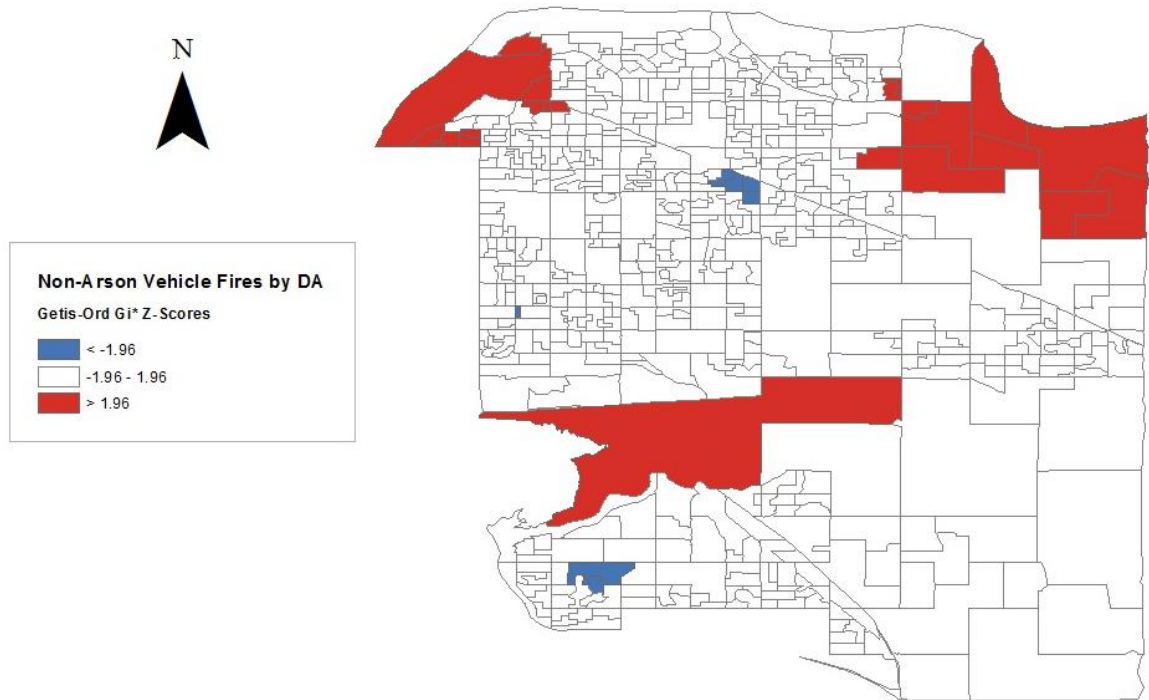 N
Non-Arson Vehicle Fires by DA
Getis-Ord Gi* Z-Scores
< -1.96
-1.96 - 1.96
> 1.96